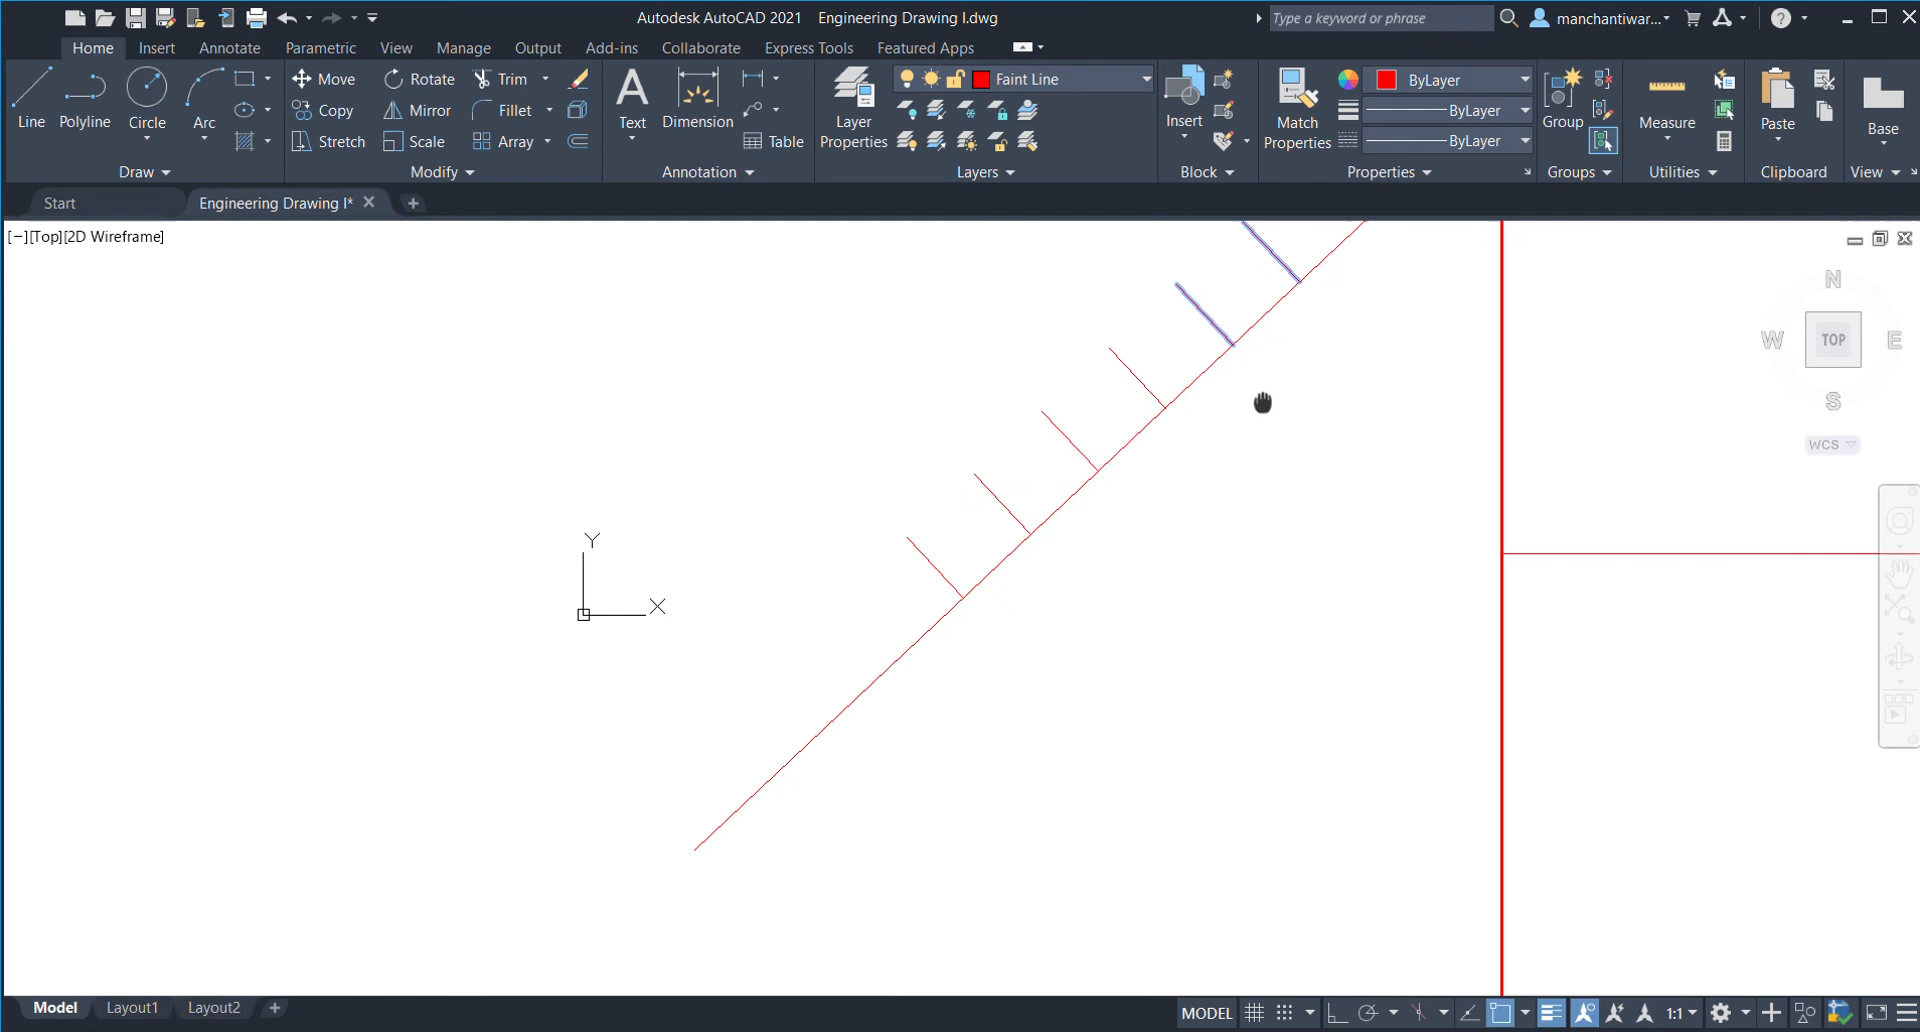 Autodesk AutoCAD 2021 Engineering Drawing I.dwg
Type a keyword or phrase
manchantiwar...
Home Insert Annotate Parametric View Manage Output Add-ins Collaborate Express Tools Featured Apps
Line Polyline Circle Arc
Move Rotate Trim
Copy Mirror Fillet
Stretch Scale Array
Text Dimension Table
Layer Properties
Faint Line
Insert
Match Properties
ByLayer
ByLayer
ByLayer
Group
Measure
Paste
Base
Draw Modify Annotation Layers Block Properties Groups Utilities Clipboard View
Start Engineering Drawing I*
[−][Top][2D Wireframe]
N
W TOP E
S
WCS
Y
X
Model Layout1 Layout2
MODEL 1:1